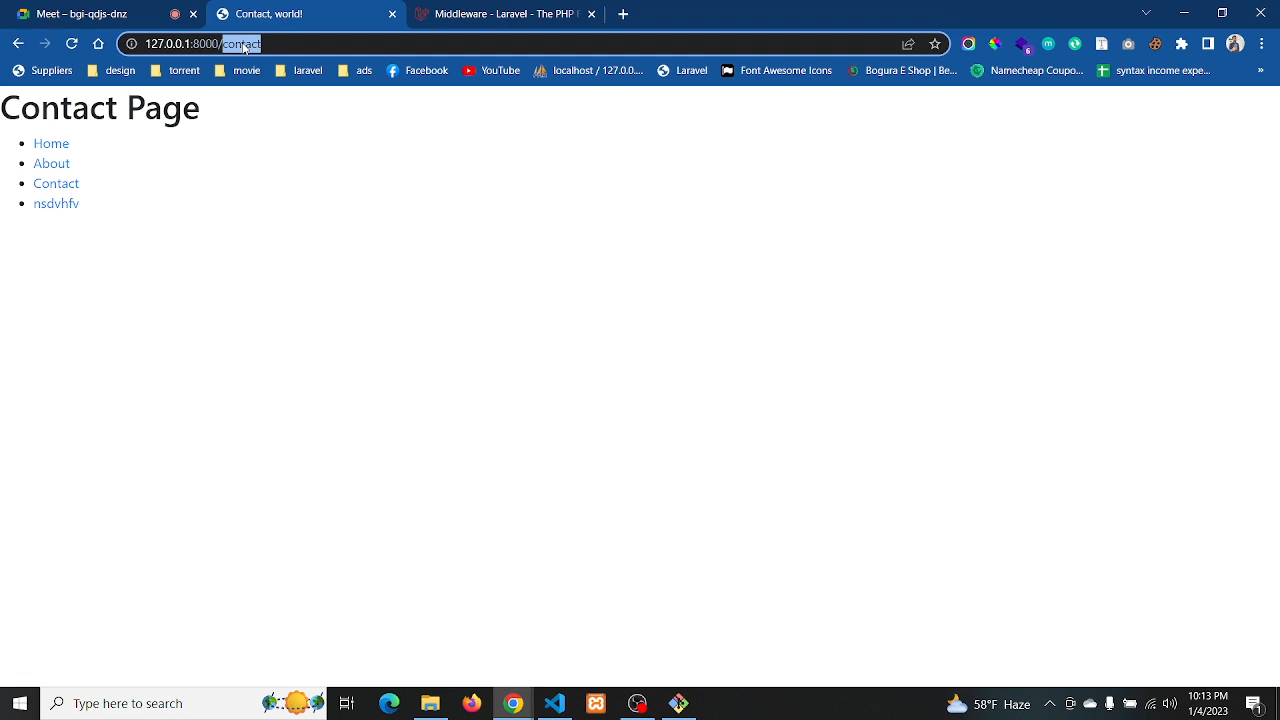 Meet – bgi-qdjs-dnz
Contact, world!
Middleware - Laravel - The PHP F
127.0.0.1:8000/contact
Suppliers
design
torrent
movie
laravel
ads
Facebook
YouTube
localhost / 127.0.0....
Laravel
Font Awesome Icons
Bogura E Shop | Be...
Namecheap Coupo...
syntax income expe...
»
Contact Page
Home
About
Contact
nsdvhfv
Type here to search
58°F Haze
10:13 PM
1/4/2023